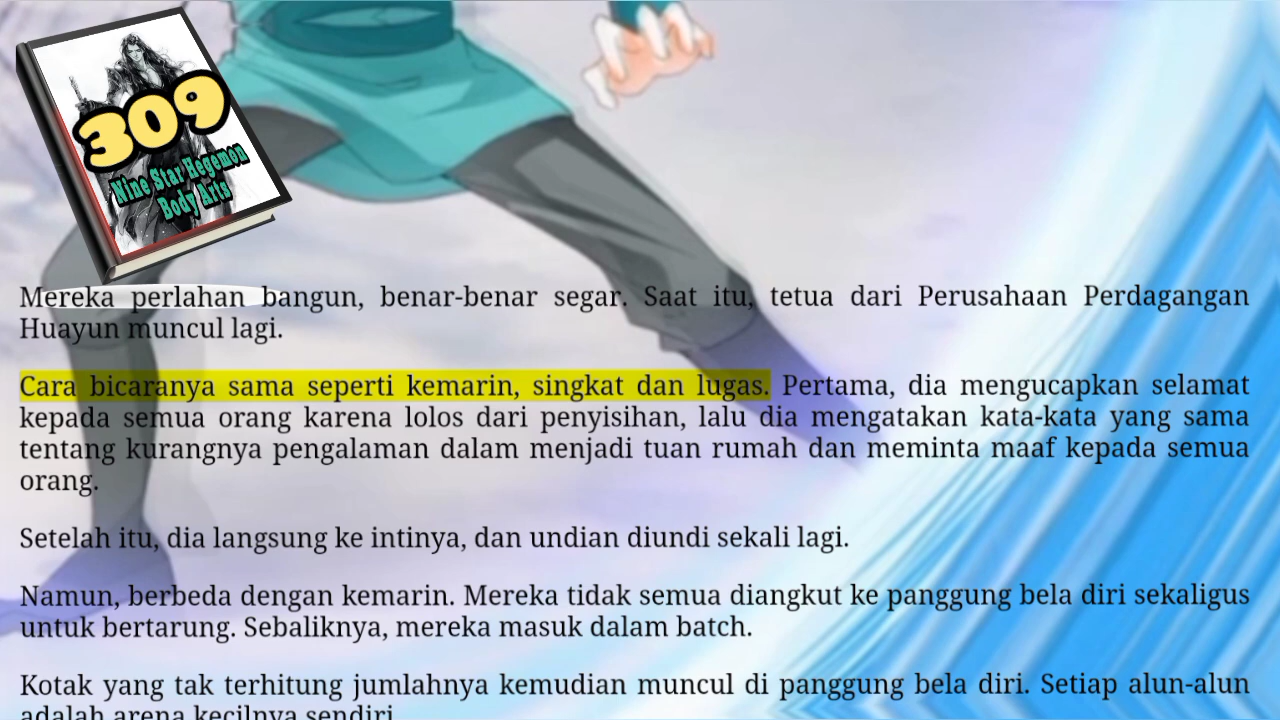 309
Nine Star Hegemon
Body Arts
Mereka perlahan bangun, benar-benar segar. Saat itu, tetua dari Perusahaan Perdagangan
Huayun muncul lagi.
Cara bicaranya sama seperti kemarin, singkat dan lugas. Pertama, dia mengucapkan selamat
kepada semua orang karena lolos dari penyisihan, lalu dia mengatakan kata-kata yang sama
tentang kurangnya pengalaman dalam menjadi tuan rumah dan meminta maaf kepada semua
orang.
Setelah itu, dia langsung ke intinya, dan undian diundi sekali lagi.
Namun, berbeda dengan kemarin. Mereka tidak semua diangkut ke panggung bela diri sekaligus
untuk bertarung. Sebaliknya, mereka masuk dalam batch.
Kotak yang tak terhitung jumlahnya kemudian muncul di panggung bela diri. Setiap alun-alun
adalah arena kecilnya sendiri.